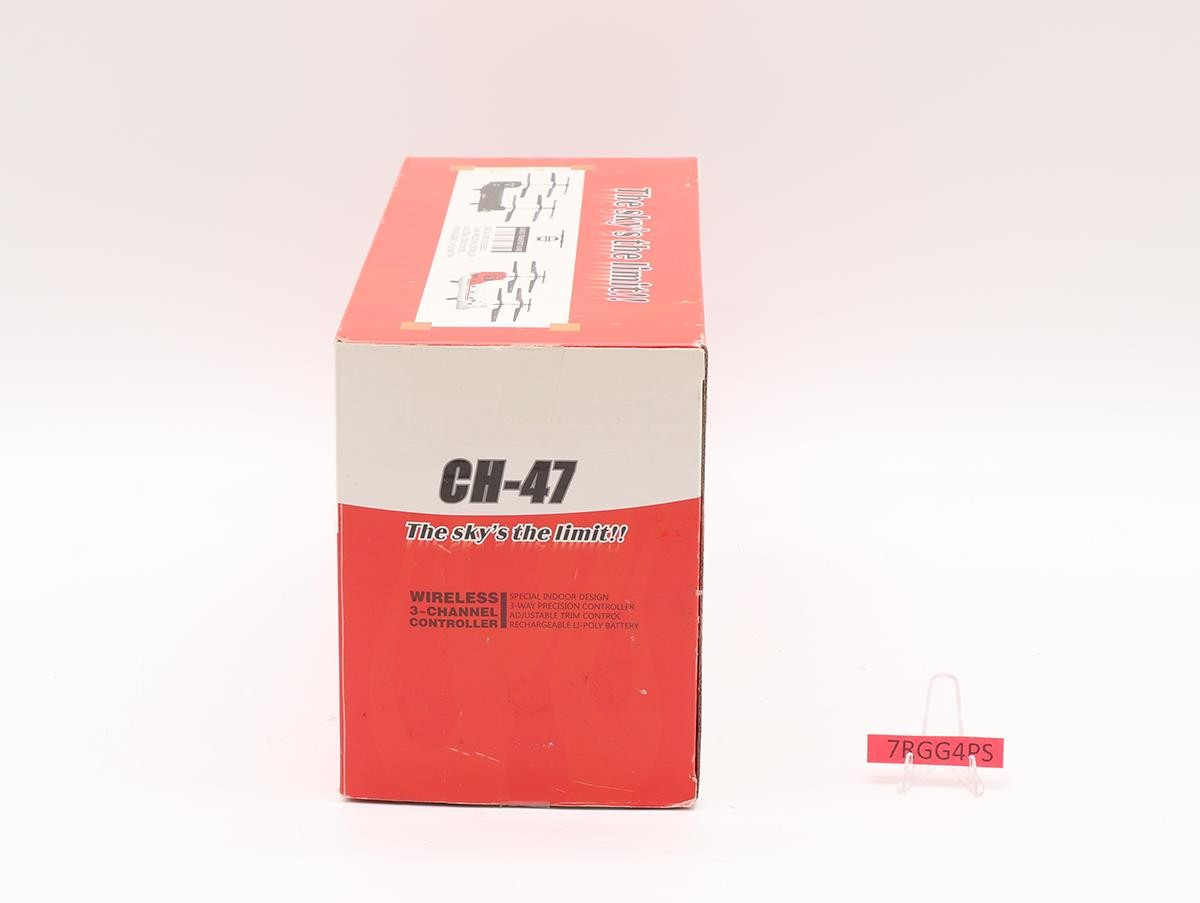 The sky's the limit!!
CH-47
The sky's the limit!!
WIRELESS
3-CHANNEL
CONTROLLER
SPECIAL INDOOR DESIGN
3-WAY PRECISION CONTROLLER
ADJUSTABLE TRIM CONTROL
RECHARGEABLE LI-POLY BATTERY
7RGG4PS